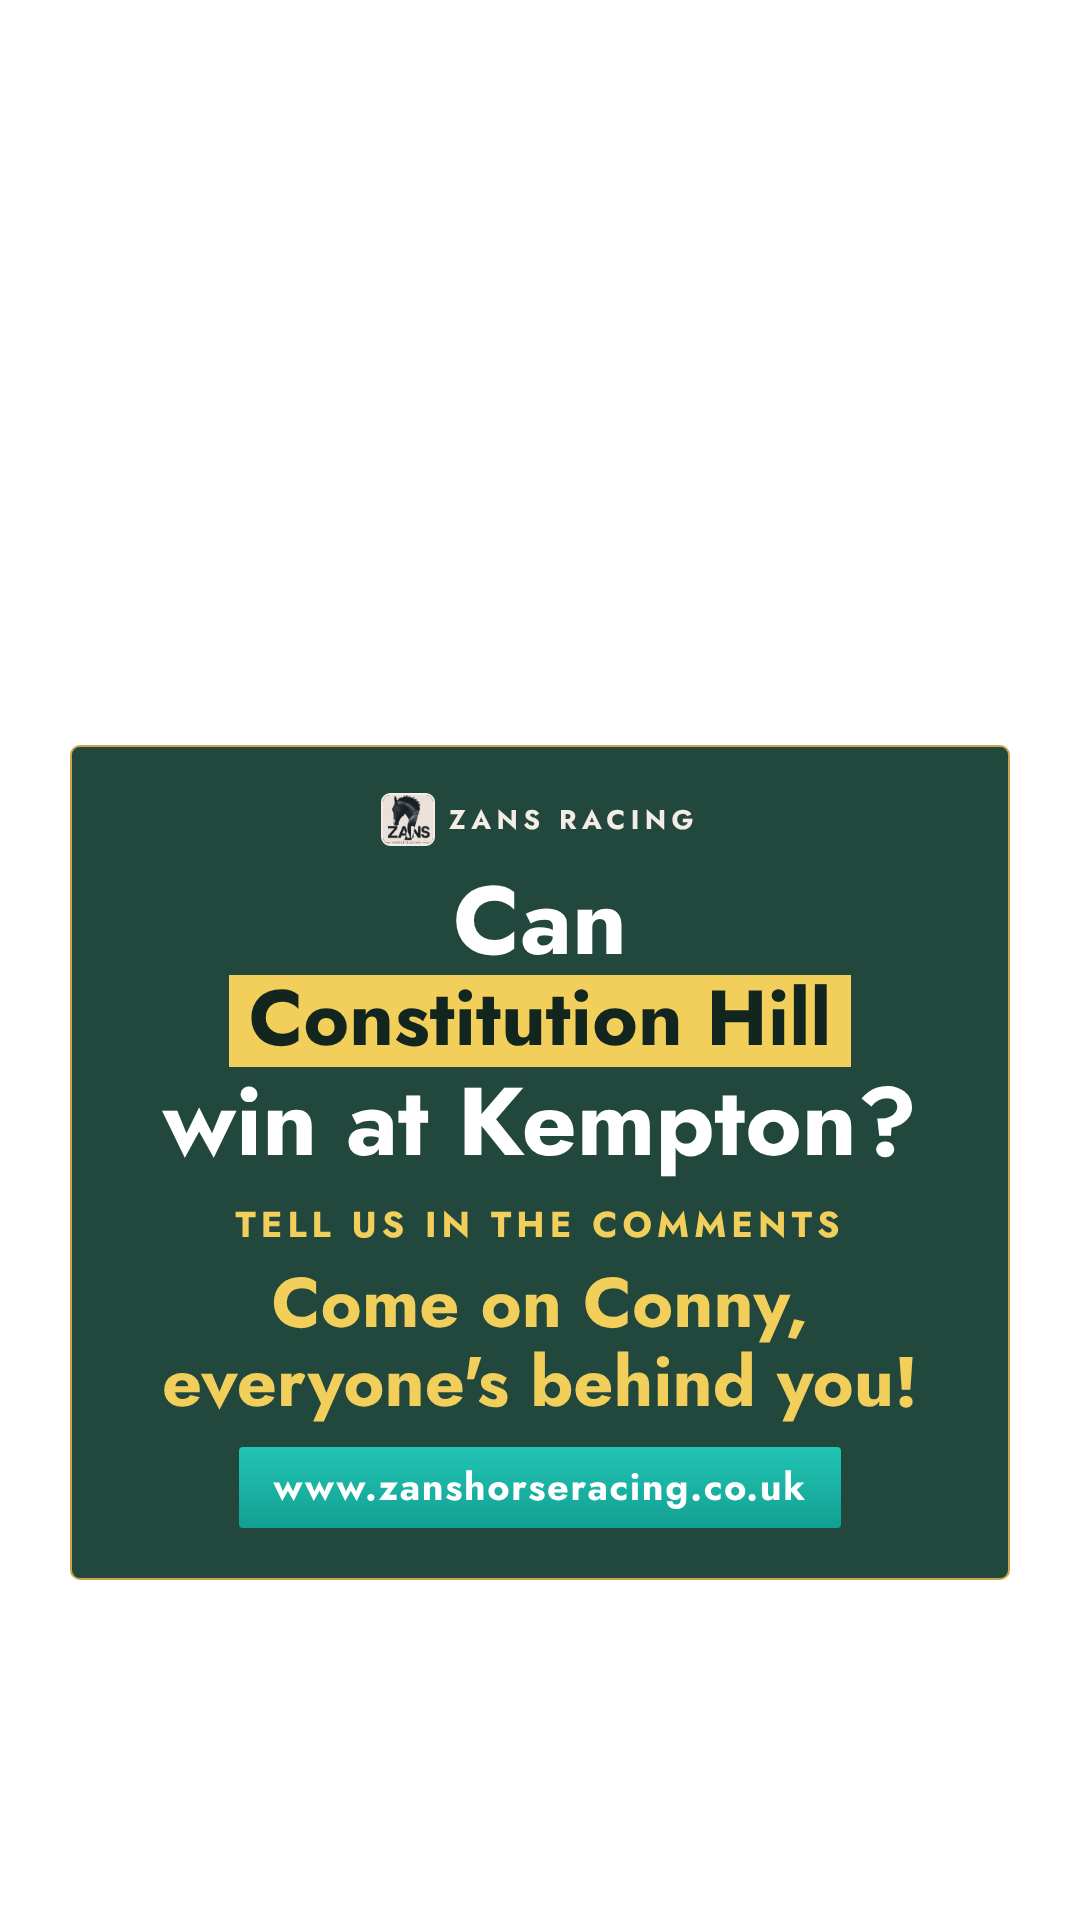 ZANS
ZANS RACING
Can
Constitution Hill
win at Kempton?
TELL US IN THE COMMENTS
Come on Conny,
everyone's behind you!
www.zanshorseracing.co.uk